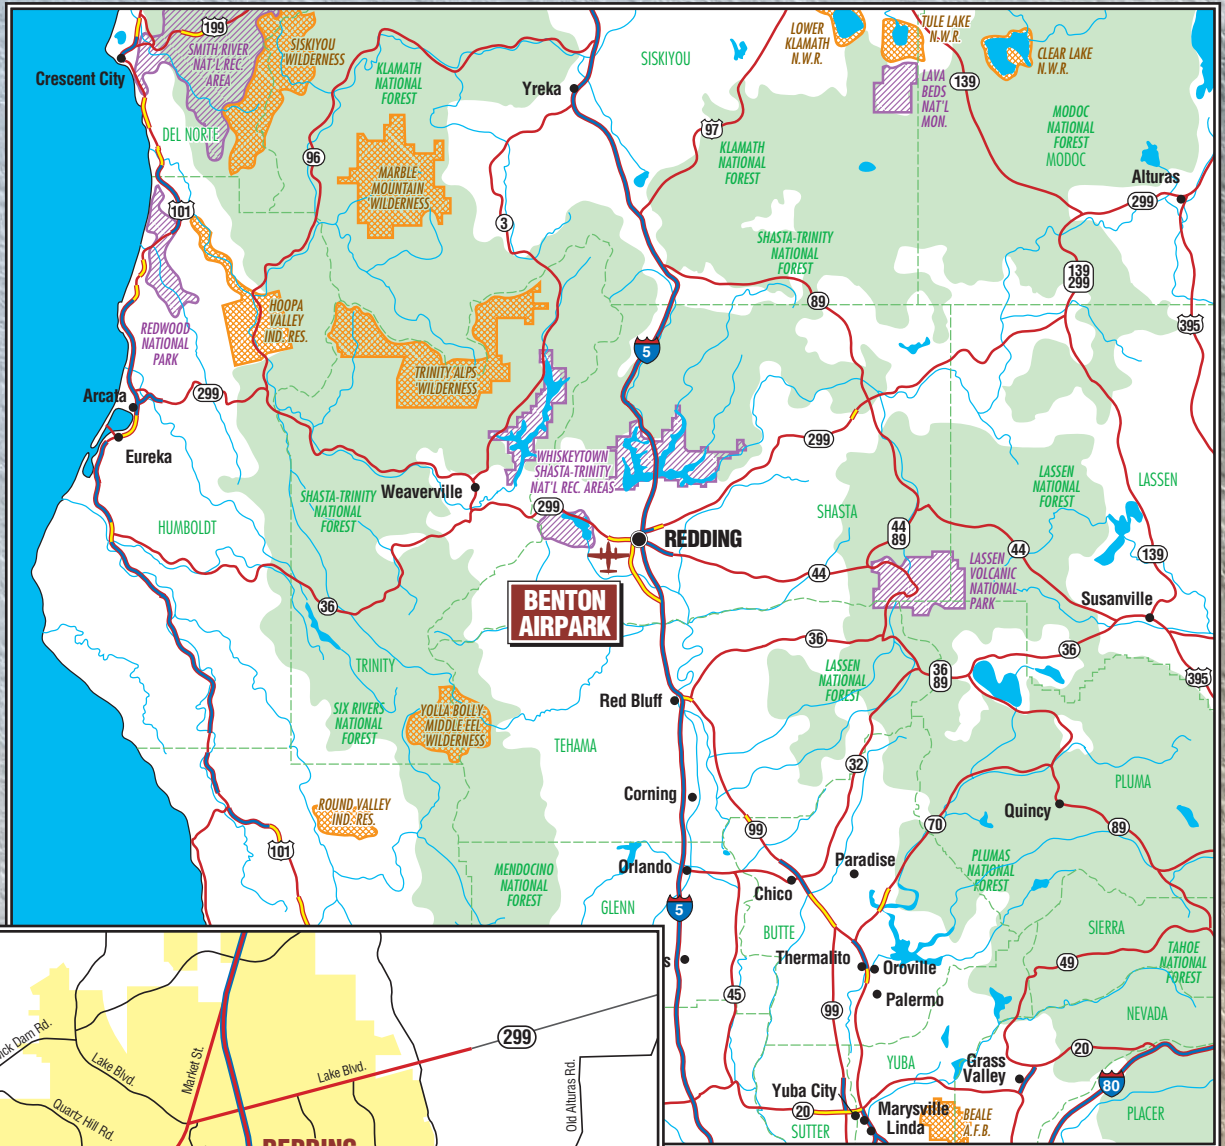 199
SMITH RIVER
NAT'L REC.
AREA
SISKIYOU
WILDERNESS
Crescent City
KLAMATH
NATIONAL
FOREST
SISKIYOU
LOWER
KLAMATH
N.W.R.
TULE LAKE
N.W.R.
CLEAR LAKE
N.W.R.
Yreka
LAVA
BEDS
NAT'L
MON.
139
DEL NORTE
96
97
KLAMATH
NATIONAL
FOREST
MODOC
NATIONAL
FOREST
MODOC
MARBLE
MOUNTAIN
WILDERNESS
Alturas
299
101
3
SHASTA-TRINITY
NATIONAL
FOREST
139
299
89
HOOPA
VALLEY
IND. RES.
REDWOOD
NATIONAL
PARK
395
5
TRINITY ALPS
WILDERNESS
Arcata
299
Eureka
299
WHISKEYTOWN
SHASTA-TRINITY
NAT'L REC. AREAS
Weaverville
SHASTA-TRINITY
NATIONAL
FOREST
LASSEN
NATIONAL
FOREST
LASSEN
299
HUMBOLDT
SHASTA
REDDING
44
89
44
139
LASSEN
VOLCANIC
NATIONAL
PARK
44
BENTON
AIRPARK
36
Susanville
36
36
TRINITY
LASSEN
NATIONAL
FOREST
36
89
395
Red Bluff
SIX RIVERS
NATIONAL
FOREST
YOLLA BOLLY-
MIDDLE EEL
WILDERNESS
TEHAMA
32
PLUMA
Corning
Quincy
ROUND VALLEY
IND. RES.
99
70
89
101
Orlando
Paradise
MENDOCINO
NATIONAL
FOREST
Chico
PLUMAS
NATIONAL
FOREST
GLENN
5
BUTTE
SIERRA
TAHOE
NATIONAL
FOREST
s
Thermalito
Oroville
49
45
99
Palermo
NEVADA
YUBA
Grass
Valley
20
80
Yuba City
20
Marysville
Linda
BEALE
A.F.B.
PLACER
SUTTER
ick Dam Rd.
Lake Blvd.
Market St.
Quartz Hill Rd.
Lake Blvd.
299
Old Alturas Rd.
REDDING